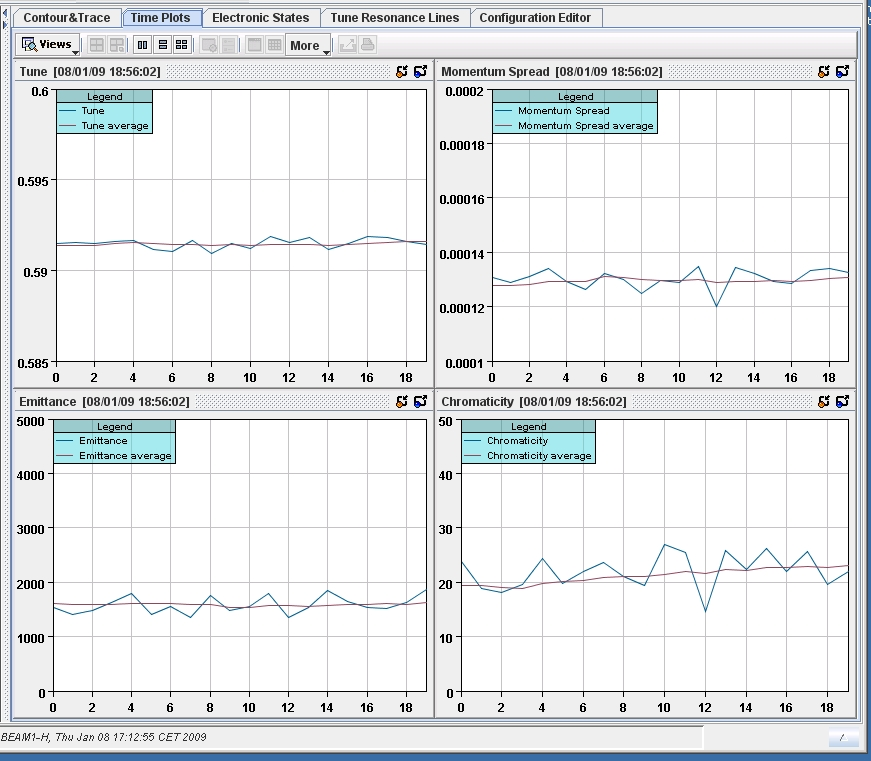 Contour&Trace Time Plots Electronic States Tune Resonance Lines Configuration Editor
Views More
Tune [08/01/09 18:56:02]
0.6
0.595
0.59
0.585
Legend
Tune
Tune average
0 2 4 6 8 10 12 14 16 18
Momentum Spread [08/01/09 18:56:02]
0.0002
0.00018
0.00016
0.00014
0.00012
0.0001
Legend
Momentum Spread
Momentum Spread average
0 2 4 6 8 10 12 14 16 18
Emittance [08/01/09 18:56:02]
5000
4000
3000
2000
1000
0
Legend
Emittance
Emittance average
0 2 4 6 8 10 12 14 16 18
Chromaticity [08/01/09 18:56:02]
50
40
30
20
10
0
Legend
Chromaticity
Chromaticity average
0 2 4 6 8 10 12 14 16 18
BEAM1-H, Thu Jan 08 17:12:55 CET 2009